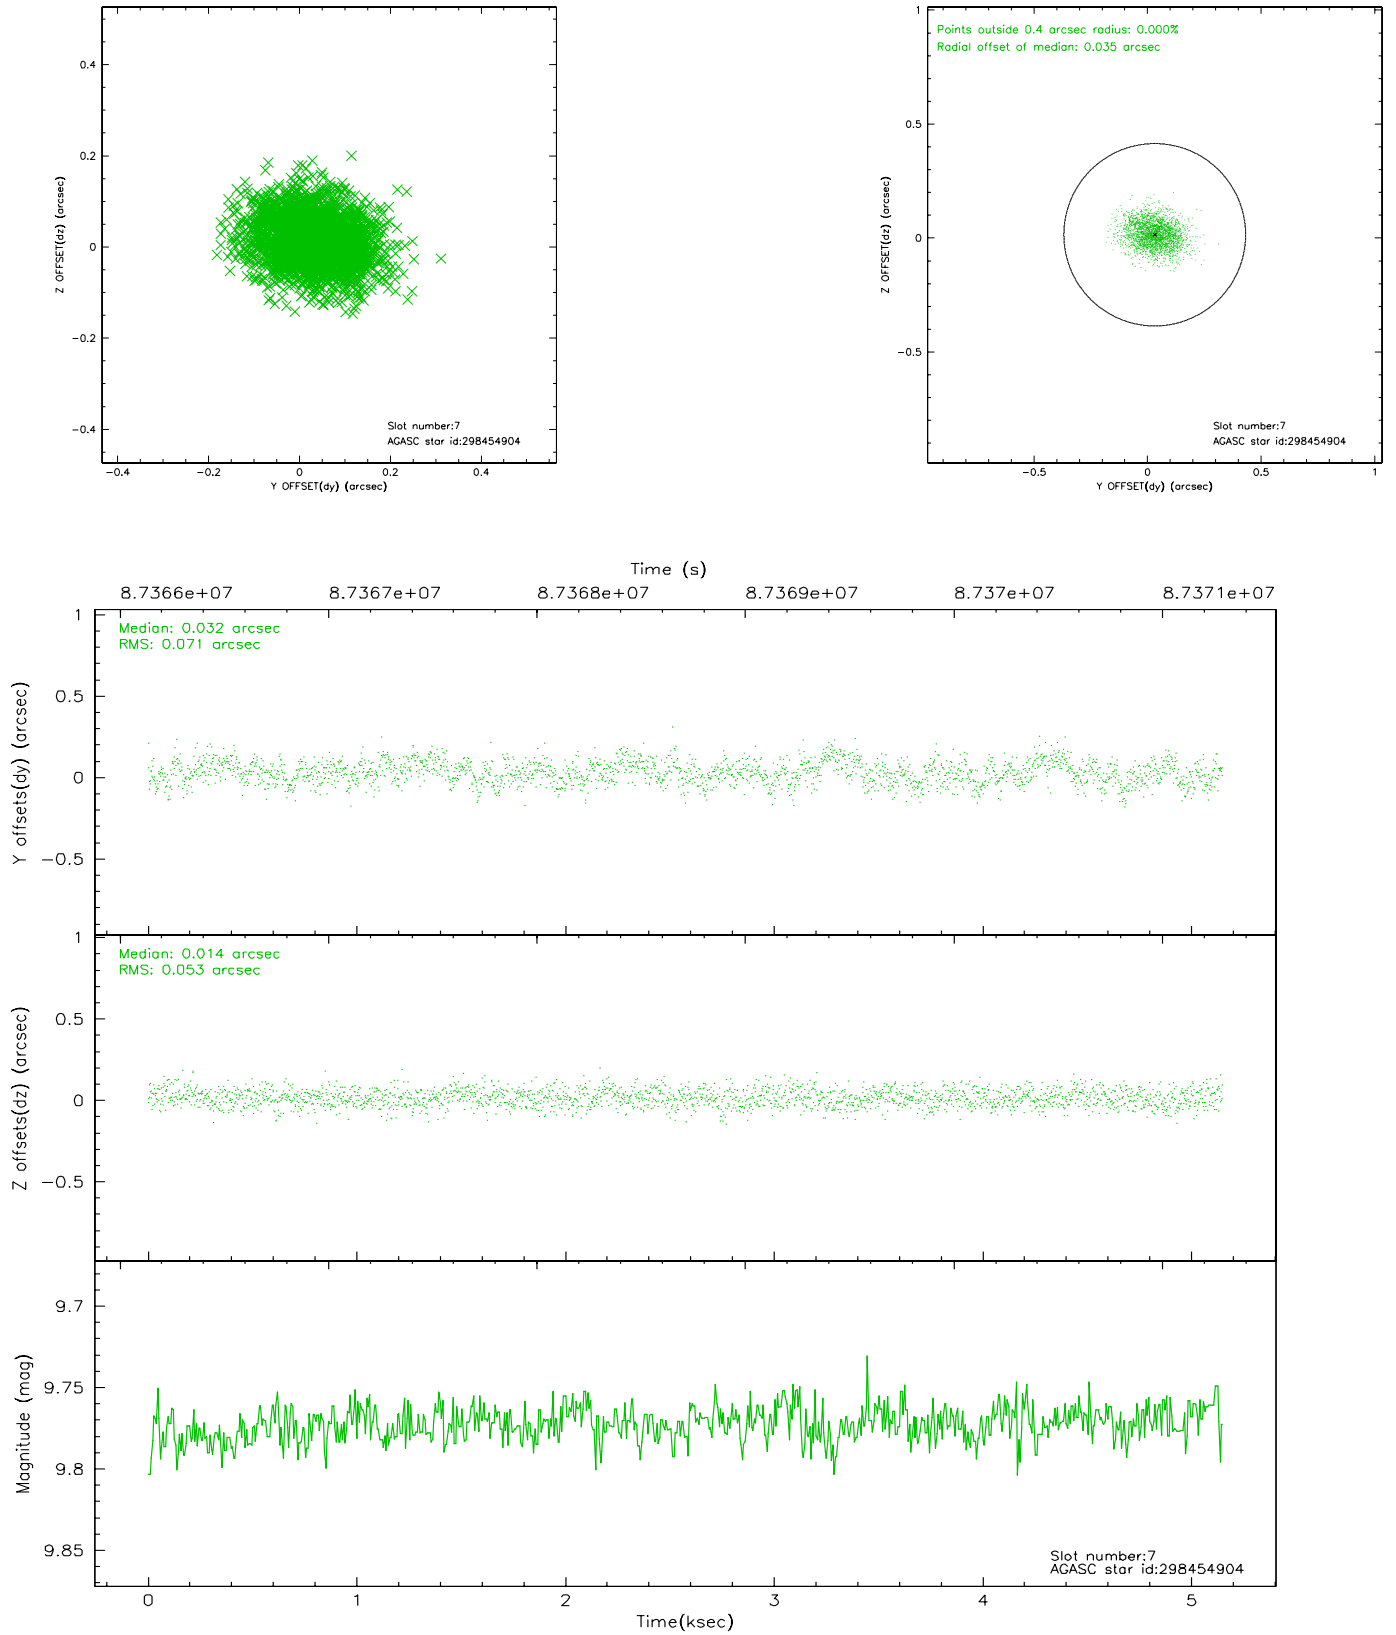 0.4
0.2
0
-0.2
-0.4
Z OFFSET(dz) (arcsec)
-0.4 -0.2 0 0.2 0.4
Y OFFSET(dy) (arcsec)
Slot number:7
AGASC star id:298454904
Points outside 0.4 arcsec radius: 0.000%
Radial offset of median: 0.035 arcsec
1
0.5
0
-0.5
Z OFFSET(dz) (arcsec)
-0.5 0 0.5 1
Y OFFSET(dy) (arcsec)
Slot number:7
AGASC star id:298454904
Time (s)
8.7366e+07 8.7367e+07 8.7368e+07 8.7369e+07 8.737e+07 8.7371e+07
Median: 0.032 arcsec
RMS: 0.071 arcsec
1
0.5
0
-0.5
Y offsets(dy) (arcsec)
Median: 0.014 arcsec
RMS: 0.053 arcsec
1
0.5
0
-0.5
Z offsets(dz) (arcsec)
9.7
9.75
9.8
9.85
Magnitude (mag)
Slot number:7
AGASC star id:298454904
0 1 2 3 4 5
Time(ksec)